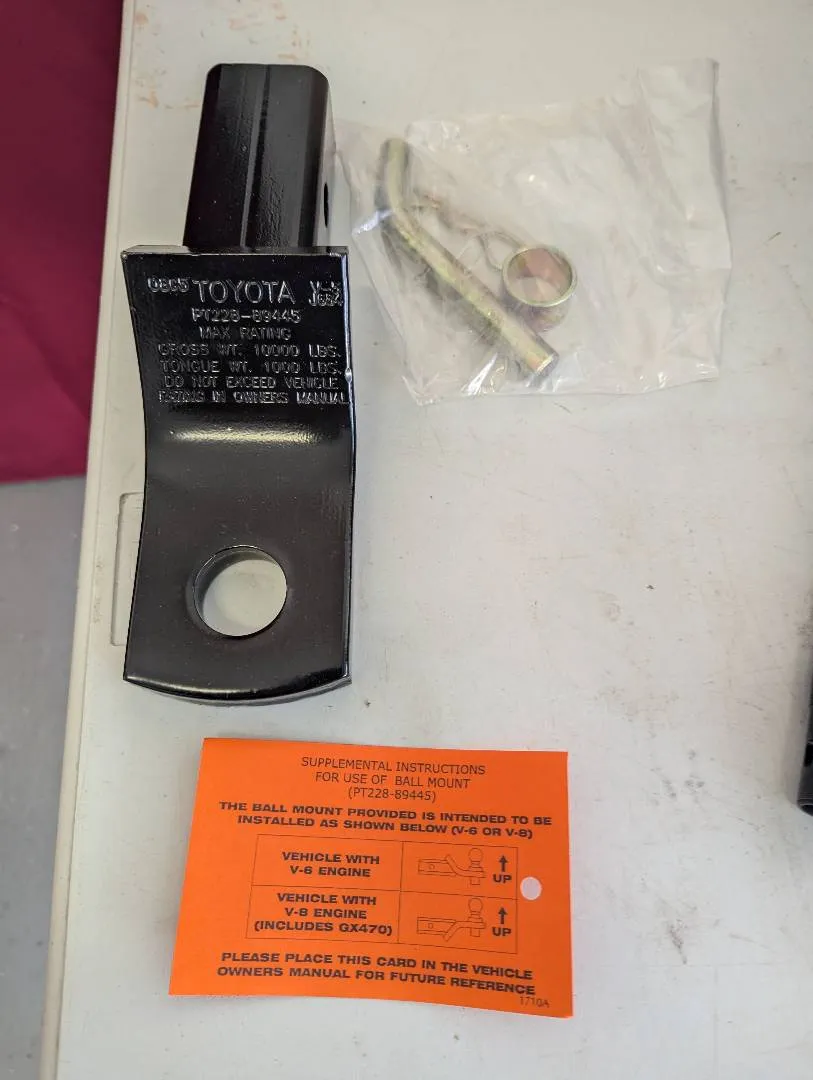 0865 TOYOTA V-5
J684
PT228-89445
MAX RATING
GROSS WT. 10000 LBS.
TONGUE WT. 1000 LBS.
DO NOT EXCEED VEHICLE
RATING IN OWNERS MANUAL
SUPPLEMENTAL INSTRUCTIONS
FOR USE OF BALL MOUNT
(PT228-89445)
THE BALL MOUNT PROVIDED IS INTENDED TO BE
INSTALLED AS SHOWN BELOW (V-6 OR V-8)
VEHICLE WITH
V-6 ENGINE
UP
VEHICLE WITH
V-8 ENGINE
(INCLUDES GX470)
UP
PLEASE PLACE THIS CARD IN THE VEHICLE
OWNERS MANUAL FOR FUTURE REFERENCE
1710A